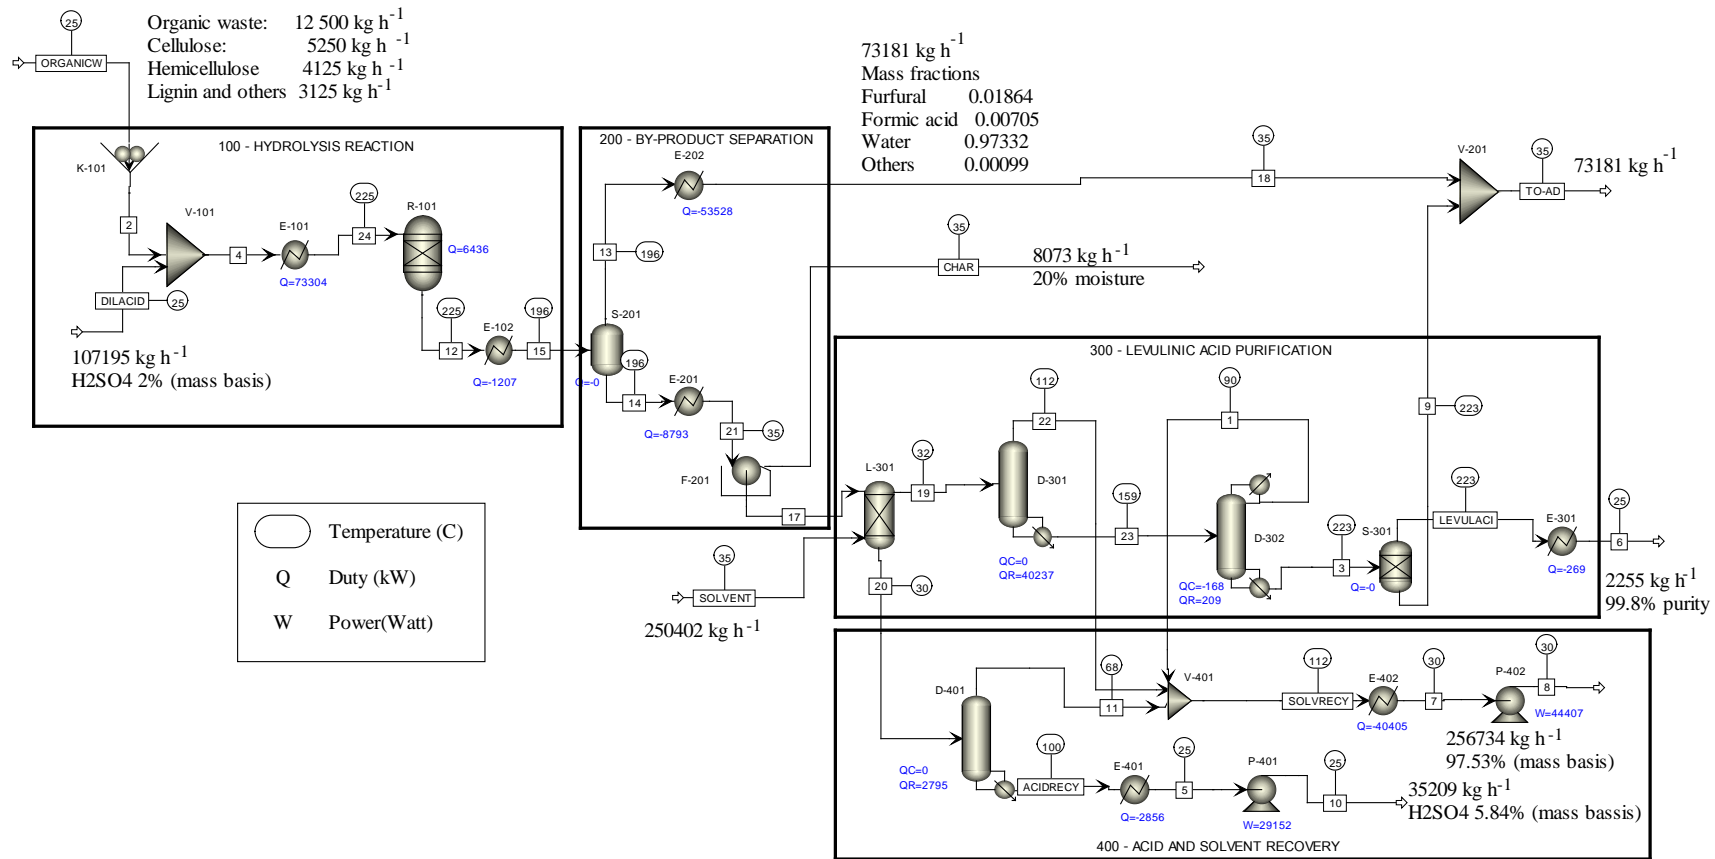 25
ORGANICW
Organic waste: 12 500 kg h-1
Cellulose: 5250 kg h -1
Hemicellulose 4125 kg h -1
Lignin and others 3125 kg h-1
73181 kg h-1
Mass fractions
Furfural 0.01864
Formic acid 0.00705
Water 0.97332
Others 0.00099
100 - HYDROLYSIS REACTION
K-101
2
V-101
4
E-101
Q=73304
225
24
R-101
Q=6436
DILACID
25
107195 kg h-1
H2SO4 2% (mass basis)
225
12
E-102
Q=-1207
196
15
200 - BY-PRODUCT SEPARATION
E-202
Q=-53528
13
196
S-201
Q=-0
196
14
E-201
Q=-8793
21
35
F-201
17
35
18
V-201
35
TO-AD
73181 kg h-1
35
CHAR
8073 kg h-1
20% moisture
300 - LEVULINIC ACID PURIFICATION
L-301
32
19
112
22
D-301
QC=0
QR=40237
159
23
90
1
D-302
QC=-168
QR=209
223
3
9
223
S-301
Q=-0
223
LEVULACI
E-301
Q=-269
25
6
2255 kg h-1
99.8% purity
35
SOLVENT
250402 kg h-1
20
30
Temperature (C)
Q Duty (kW)
W Power(Watt)
D-401
QC=0
QR=2795
68
11
V-401
112
SOLVRECY
E-402
Q=-40405
30
7
P-402
W=44407
30
8
256734 kg h-1
97.53% (mass basis)
100
ACIDRECY
E-401
Q=-2856
25
5
P-401
W=29152
25
10
35209 kg h-1
H2SO4 5.84% (mass bassis)
400 - ACID AND SOLVENT RECOVERY